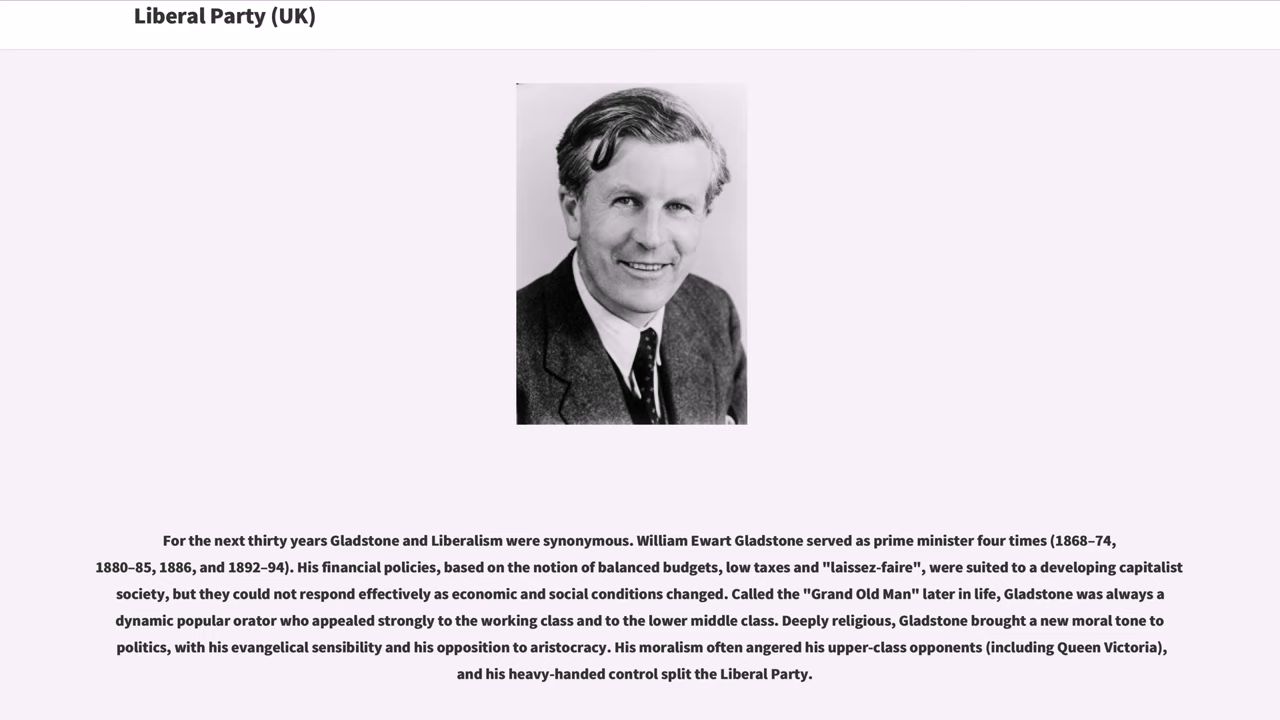 Liberal Party (UK)
For the next thirty years Gladstone and Liberalism were synonymous. William Ewart Gladstone served as prime minister four times (1868–74,
1880–85, 1886, and 1892–94). His financial policies, based on the notion of balanced budgets, low taxes and "laissez-faire", were suited to a developing capitalist
society, but they could not respond effectively as economic and social conditions changed. Called the "Grand Old Man" later in life, Gladstone was always a
dynamic popular orator who appealed strongly to the working class and to the lower middle class. Deeply religious, Gladstone brought a new moral tone to
politics, with his evangelical sensibility and his opposition to aristocracy. His moralism often angered his upper-class opponents (including Queen Victoria),
and his heavy-handed control split the Liberal Party.